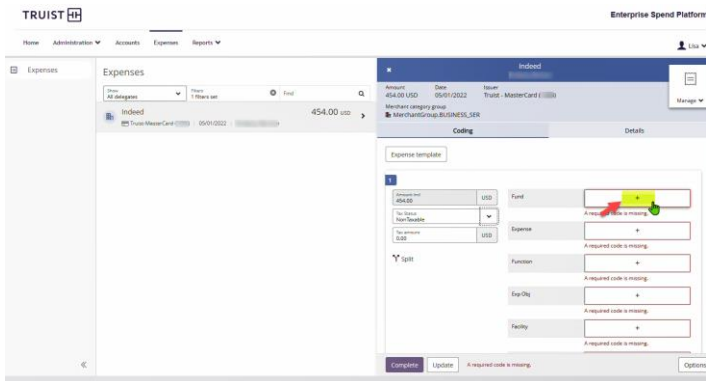 TRUIST
Enterprise Spend Platform
Home Administration Accounts Expenses Reports
Lisa
Expenses
Expenses
Show
All delegates
Filters
1 filters set
Find
Indeed
454.00 USD
Truist-MasterCard
05/01/2022
Indeed
Amount
454.00 USD
Date
05/01/2022
Issuer
Truist - MasterCard
Manage
Merchant category group
MerchantGroup.BUSINESS_SER
Coding
Details
Expense template
1
454.00
USD
Tax Status
NonTaxable
Tax amount
0.00
USD
Split
Fund
+
A required code is missing.
Expense
+
A required code is missing.
Function
+
A required code is missing.
Exp Obj
+
A required code is missing.
Facility
+
A required code is missing.
Complete
Update
A required code is missing.
Options